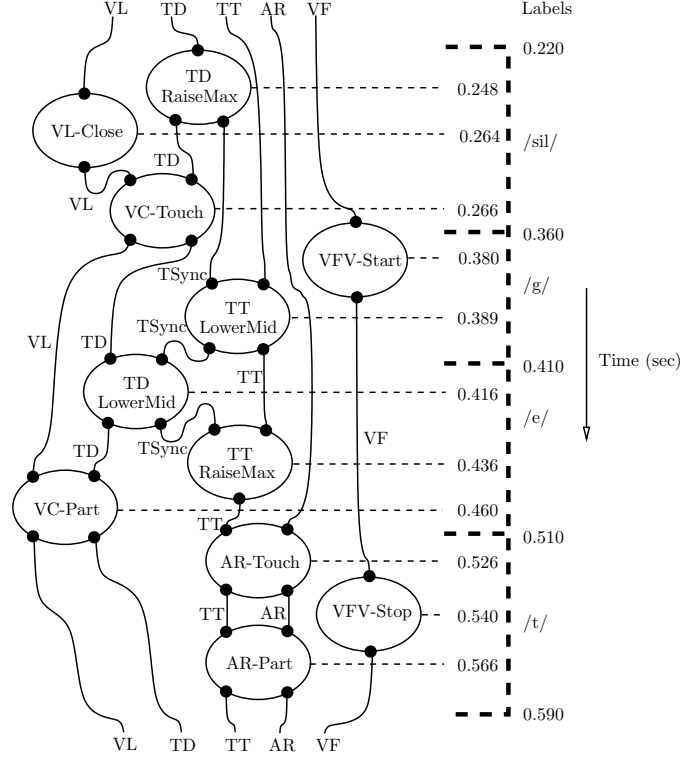 VL TD TT AR VF Labels
0.220
TD
RaiseMax
0.248
VL-Close
0.264
/sil/
TD
VL
VC-Touch
0.266
0.360
VFV-Start
0.380
TSync
/g/
TT
LowerMid
0.389
TSync
VL
TD
0.410
Time (sec)
TT
TD
LowerMid
0.416
/e/
VF
TD
TSync
TT
RaiseMax
0.436
VC-Part
0.460
TT
0.510
AR-Touch
0.526
TT
AR
VFV-Stop
0.540
/t/
AR-Part
0.566
0.590
VL TD TT AR VF